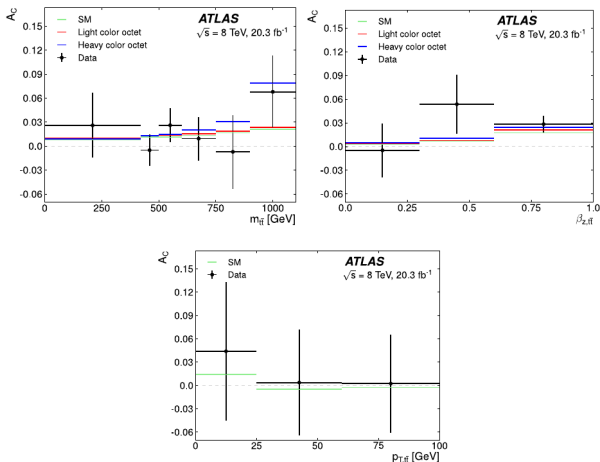 A_C
ATLAS
SM
√s = 8 TeV, 20.3 fb⁻¹
Light color octet
Heavy color octet
Data
0.15
0.12
0.09
0.06
0.03
0.0
-0.03
-0.06
0 250 500 750 1000
m_tt̄ [GeV]
A_C
ATLAS
SM
√s = 8 TeV, 20.3 fb⁻¹
Light color octet
Heavy color octet
Data
0.15
0.12
0.09
0.06
0.03
0.0
-0.03
-0.06
0.0 0.25 0.5 0.75 1.0
β_z,tt̄
A_C
ATLAS
SM
√s = 8 TeV, 20.3 fb⁻¹
Data
0.15
0.12
0.09
0.06
0.03
0.0
-0.03
-0.06
0 25 50 75 100
p_T,tt̄ [GeV]